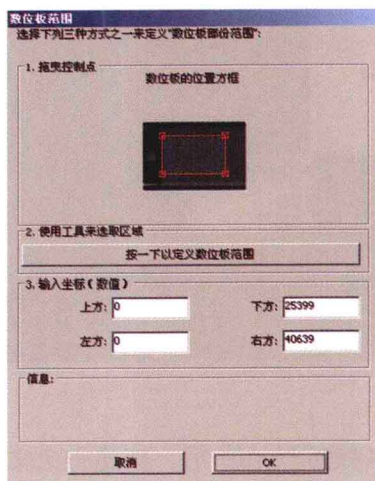 数位板范围
选择下列三种方式之一来定义"数位板部份范围":
1. 拖曳控制点
数位板的位置方框
2. 使用工具来选取区域
按一下以定义数位板范围
3. 输入坐标(数值)
上方: 0 下方: 25399
左方: 0 右方: 40639
信息:
取消 OK